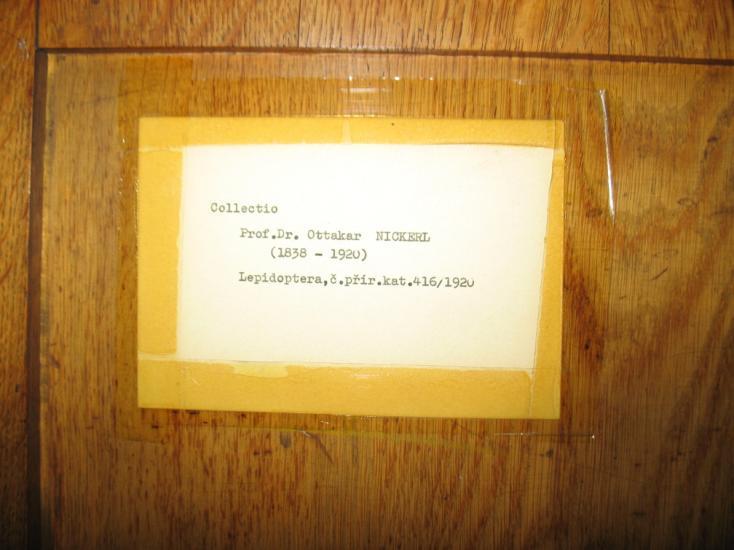 Collectio
Prof.Dr. Ottakar NICKERL
(1838 - 1920)
Lepidoptera,č.přír.kat.416/1920